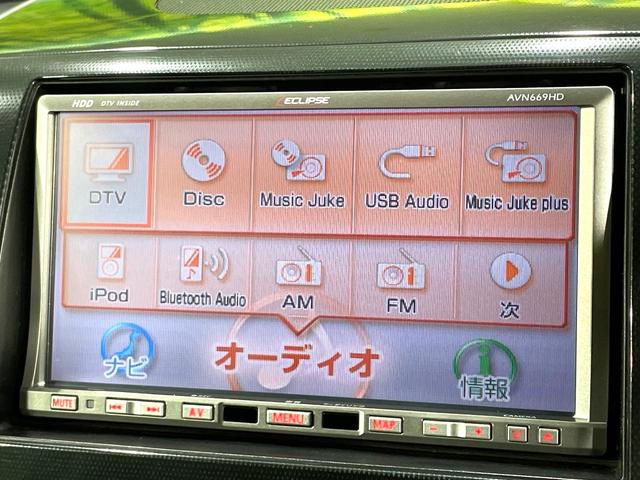 HDD DTV INSIDE ECLIPSE AVN669HD
DTV Disc Music Juke USB Audio Music Juke plus
iPod Bluetooth Audio AM FM 次
ナビ オーディオ 情報
MUTE AV MENU MAP